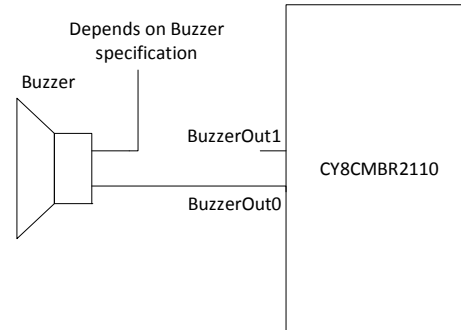 Depends on Buzzer
specification
Buzzer
BuzzerOut1
CY8CMBR2110
BuzzerOut0